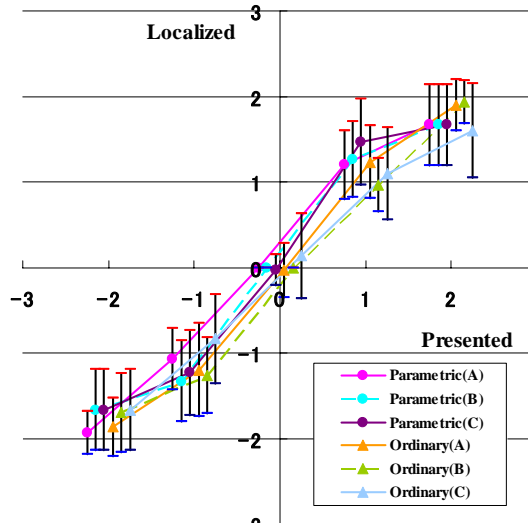 3
Localized
2
1
0
-3
-2
-1
0
1
2
Presented
-1
-2
Parametric(A)
Parametric(B)
Parametric(C)
Ordinary(A)
Ordinary(B)
Ordinary(C)